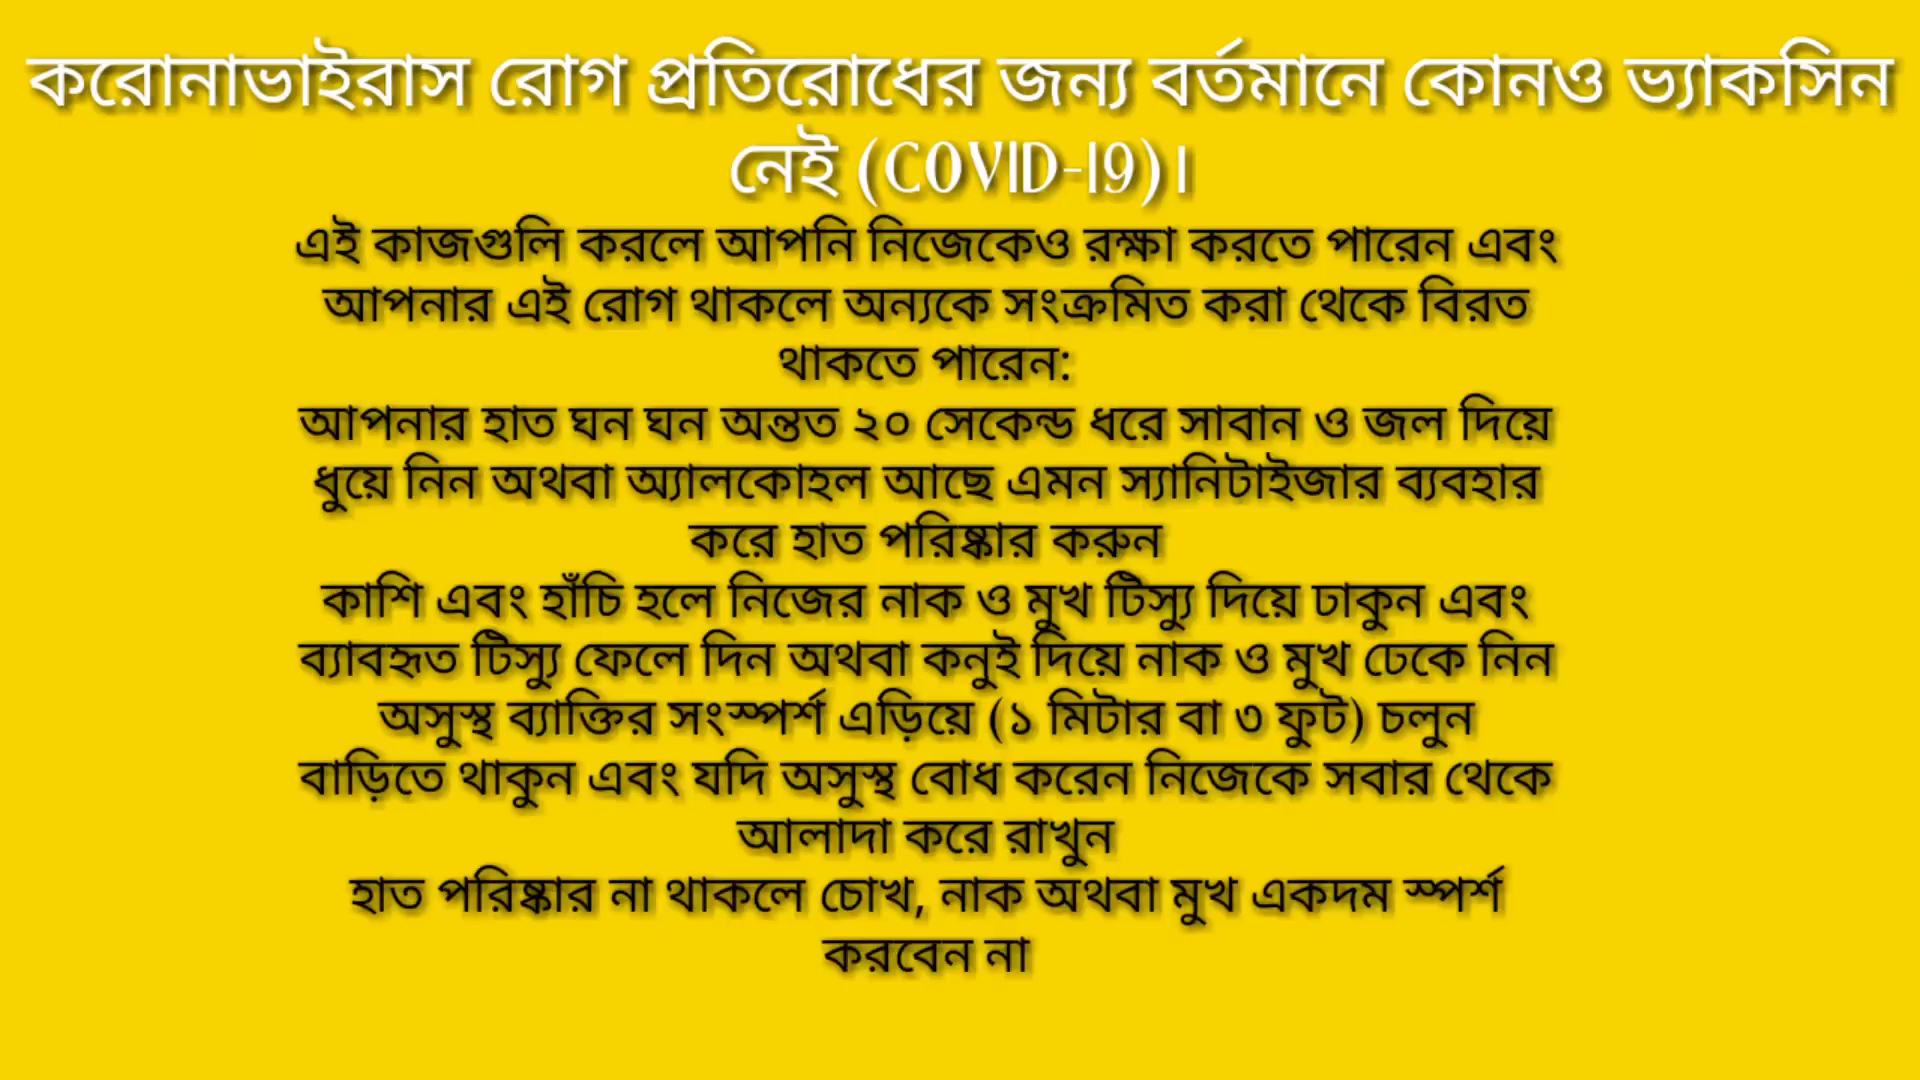 করোনাভাইরাস রোগ প্রতিরোধের জন্য বর্তমানে কোনও ভ্যাকসিন
নেই (COVID-19)।
এই কাজগুলি করলে আপনি নিজেকেও রক্ষা করতে পারেন এবং
আপনার এই রোগ থাকলে অন্যকে সংক্রমিত করা থেকে বিরত
থাকতে পারেন:
আপনার হাত ঘন ঘন অন্তত ২০ সেকেন্ড ধরে সাবান ও জল দিয়ে
ধুয়ে নিন অথবা অ্যালকোহল আছে এমন স্যানিটাইজার ব্যবহার
করে হাত পরিষ্কার করুন
কাশি এবং হাঁচি হলে নিজের নাক ও মুখ টিস্যু দিয়ে ঢাকুন এবং
ব্যাবহৃত টিস্যু ফেলে দিন অথবা কনুই দিয়ে নাক ও মুখ ঢেকে নিন
অসুস্থ ব্যাক্তির সংস্পর্শ এড়িয়ে (১ মিটার বা ৩ ফুট) চলুন
বাড়িতে থাকুন এবং যদি অসুস্থ বোধ করেন নিজেকে সবার থেকে
আলাদা করে রাখুন
হাত পরিষ্কার না থাকলে চোখ, নাক অথবা মুখ একদম স্পর্শ
করবেন না